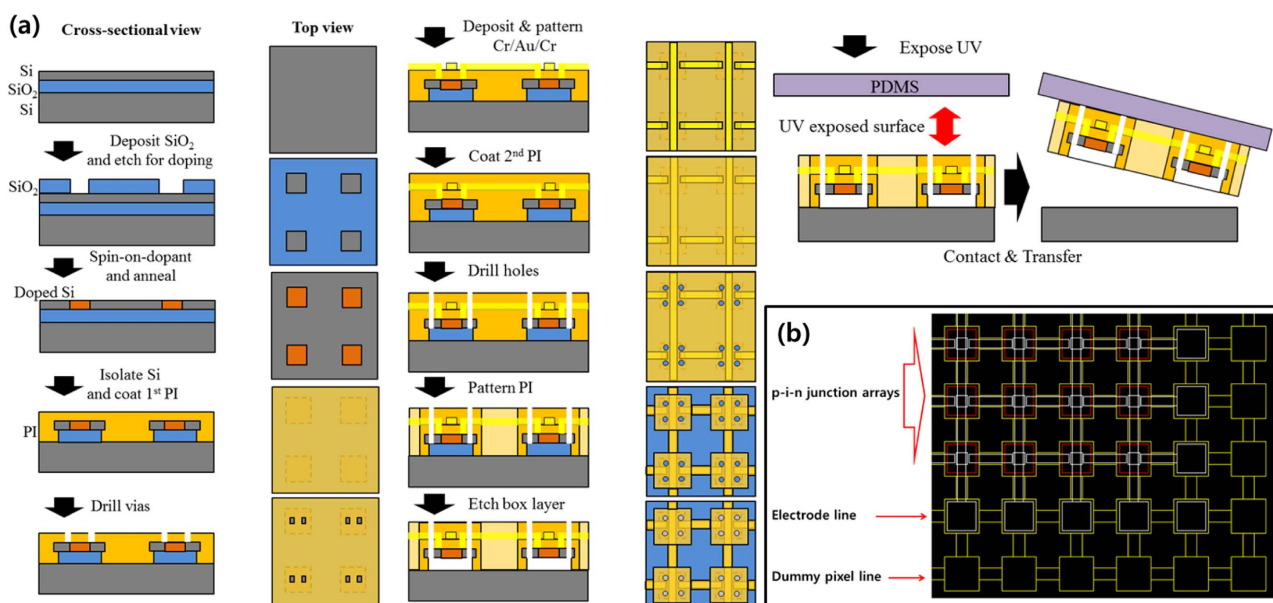 (a)
Cross-sectional view
Si
SiO2
Si
Deposit SiO2
and etch for doping
SiO2
Spin-on-dopant
and anneal
Doped Si
Isolate Si
and coat 1st PI
PI
Drill vias
Top view
Deposit & pattern
Cr/Au/Cr
Coat 2nd PI
Drill holes
Pattern PI
Etch box layer
Expose UV
PDMS
UV exposed surface
Contact & Transfer
(b)
p-i-n junction arrays
Electrode line
Dummy pixel line